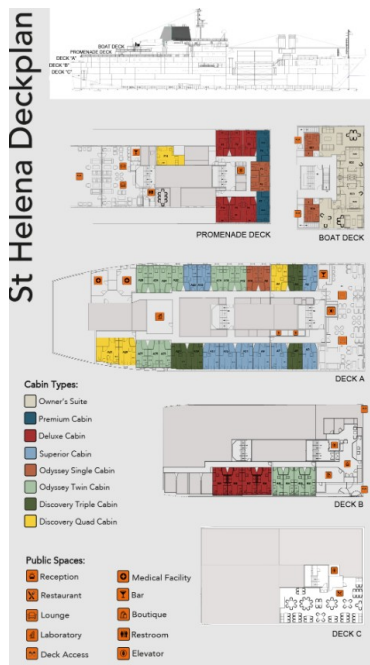 St Helena Deckplan
BOAT DECK
PROMENADE DECK
DECK "A"
DECK "B"
DECK "C"
PROMENADE DECK
BOAT DECK
DECK A
Cabin Types:
Owner's Suite
Premium Cabin
Deluxe Cabin
Superior Cabin
Odyssey Single Cabin
Odyssey Twin Cabin
Discovery Triple Cabin
Discovery Quad Cabin
DECK B
Public Spaces:
Reception
Restaurant
Lounge
Laboratory
Deck Access
Medical Facility
Bar
Boutique
Restroom
Elevator
DECK C